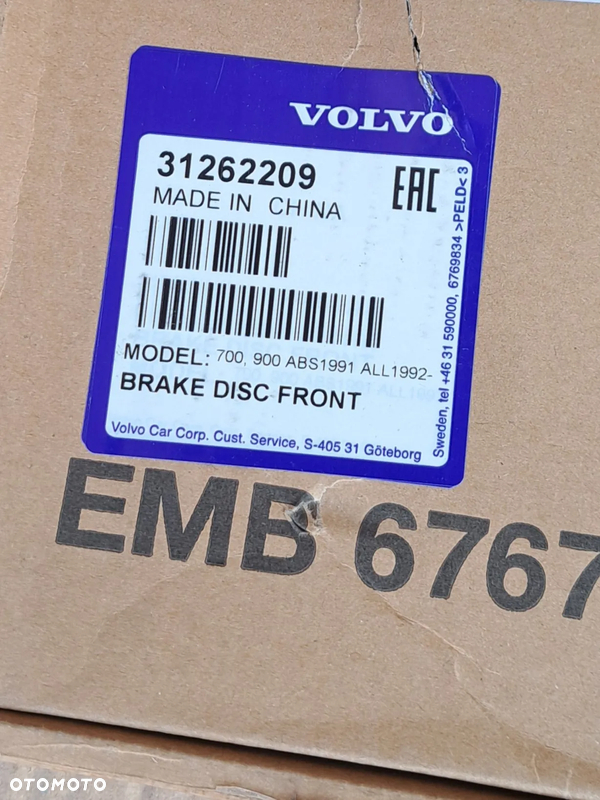 VOLVO
31262209
EAC
MADE IN CHINA
MODEL: 700, 900 ABS1991 ALL1992-
BRAKE DISC FRONT
Volvo Car Corp. Cust. Service, S-405 31 Göteborg
Sweden, tel +46 31 590000, 6769834 >PELD< 3
EMB 6767
OTOMOTO